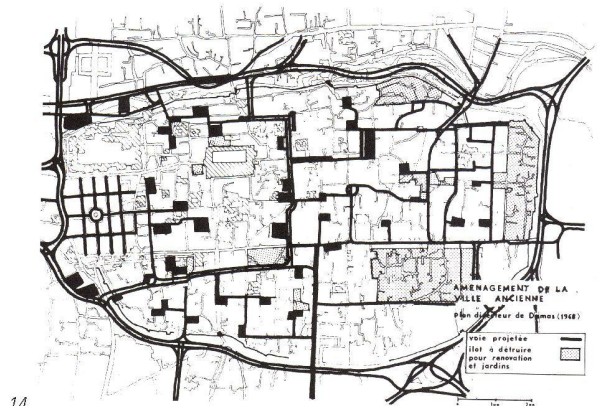 AMENAGEMENT DE LA
VILLE ANCIENNE
plan directeur de Damas (1968)
voie projetée
ilot à détruire
pour renovation
et jardins
14